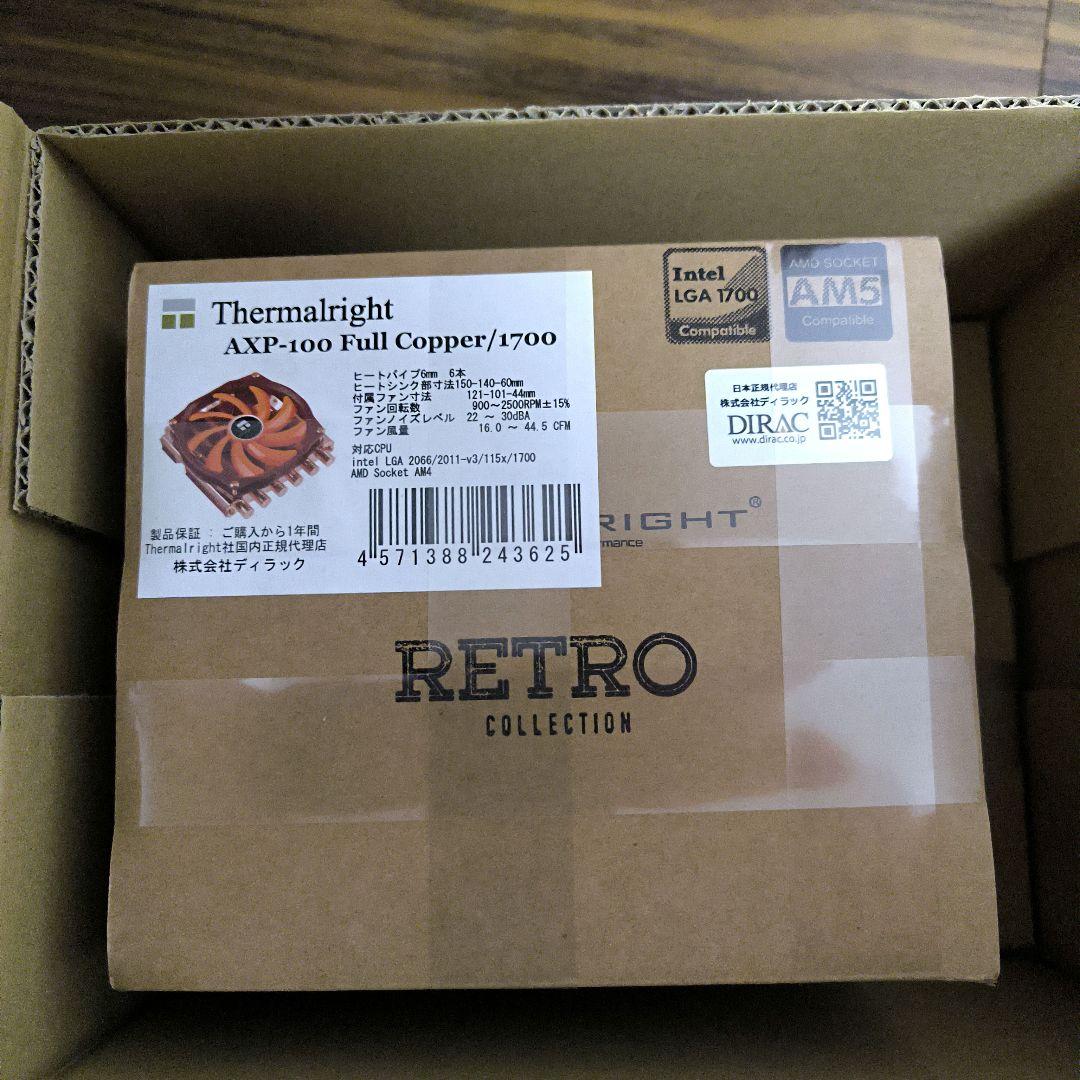 Thermalright
AXP-100 Full Copper/1700
ヒートパイプ6mm 6本
ヒートシンク部寸法150-140-60mm
付属ファン寸法 121-101-44mm
ファン回転数 900～2500RPM±15%
ファンノイズレベル 22 ～ 30dBA
ファン風量 16.0 ～ 44.5 CFM
対応CPU
intel LGA 2066/2011-v3/115x/1700
AMD Socket AM4
製品保証 : ご購入から1年間
Thermalright社国内正規代理店
株式会社ディラック
4 571388 243625
Intel
LGA 1700
Compatible
AMD SOCKET
AM5
Compatible
日本正規代理店
株式会社ディラック
DIRAC
www.dirac.co.jp
RIGHT®
rmance
RETRO
COLLECTION